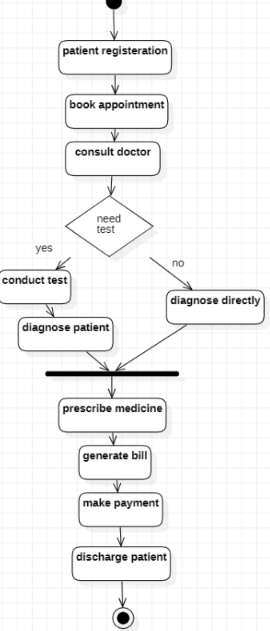 patient registeration
book appointment
consult doctor
need
test
yes
no
conduct test
diagnose directly
diagnose patient
prescribe medicine
generate bill
make payment
discharge patient